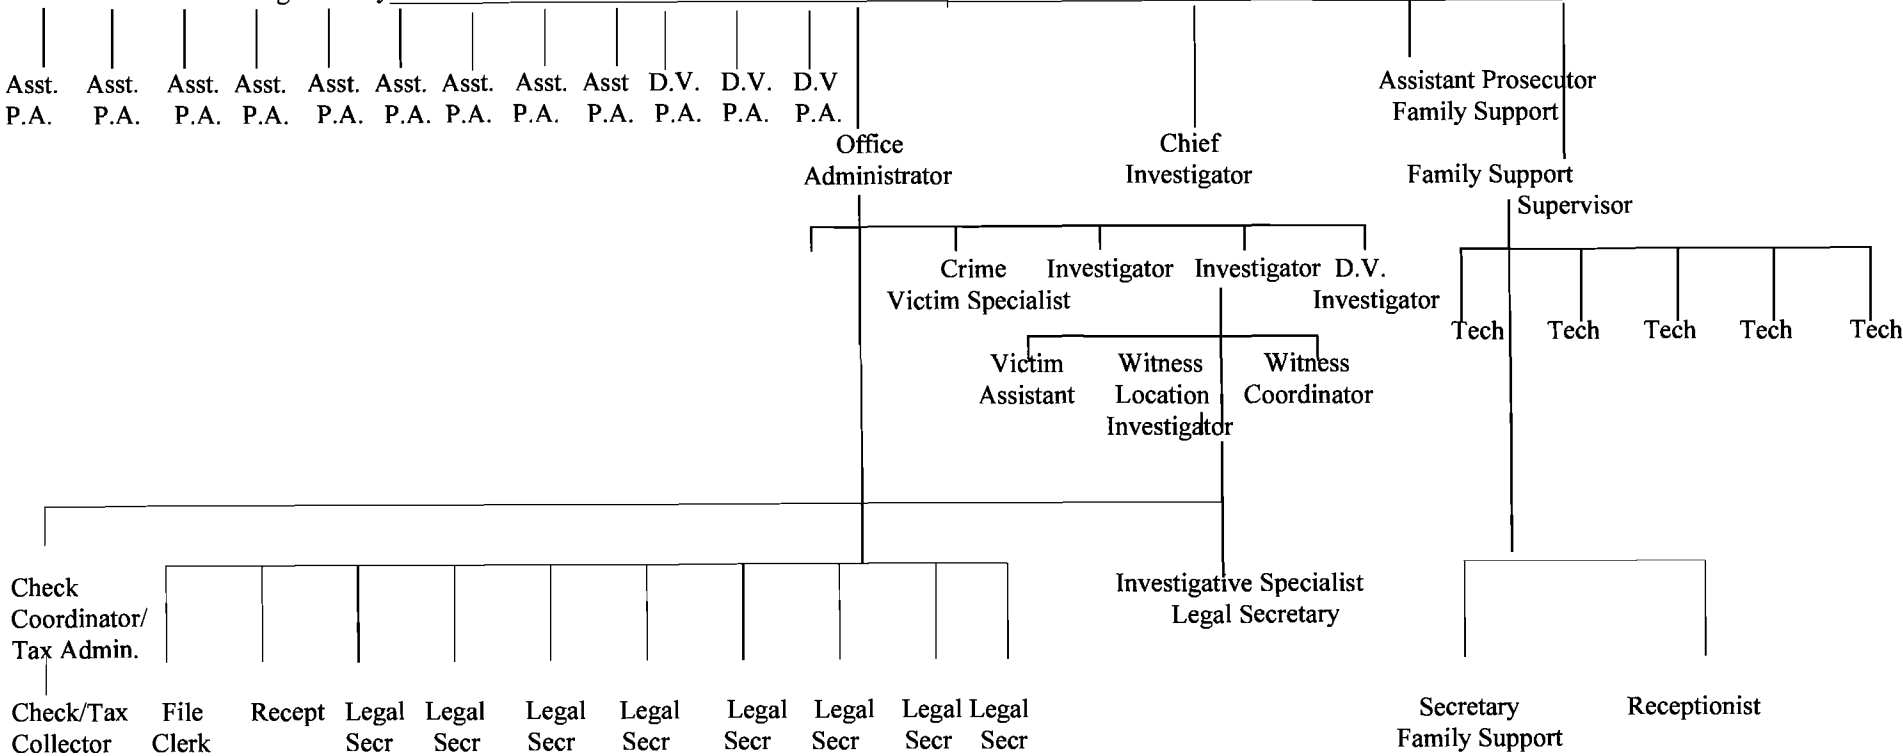 Asst. Asst. Asst. Asst. Asst. Asst. Asst. Asst. Asst D.V. D.V. D.V
P.A. P.A. P.A. P.A. P.A. P.A. P.A. P.A. P.A. P.A. P.A. P.A.
Assistant Prosecutor
Family Support
Office
Administrator
Chief
Investigator
Family Support
Supervisor
Crime
Victim Specialist
Investigator
Investigator
D.V.
Investigator
Tech Tech Tech Tech Tech
Victim
Assistant
Witness
Location
Investigator
Witness
Coordinator
Check
Coordinator/
Tax Admin.
Investigative Specialist
Legal Secretary
Check/Tax
Collector
File
Clerk
Recept
Legal
Secr
Legal
Secr
Legal
Secr
Legal
Secr
Legal
Secr
Legal
Secr
Legal
Secr
Legal
Secr
Secretary
Family Support
Receptionist